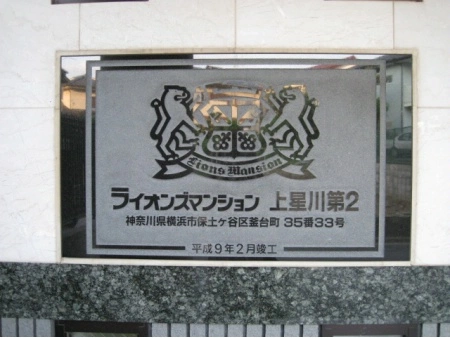 Lions Mansion
ライオンズマンション 上星川第2
神奈川県横浜市保土ヶ谷区釜台町 35番33号
平成9年2月竣工